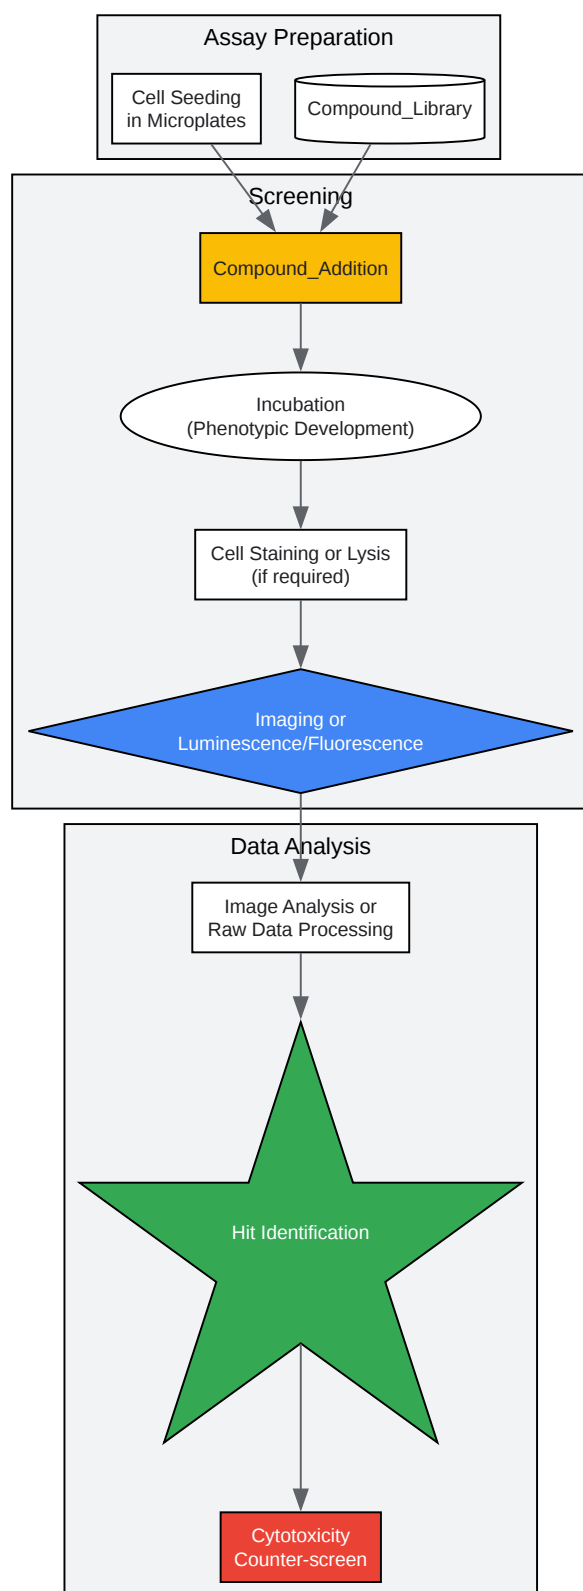 Assay Preparation
Cell Seeding
in Microplates
Compound_Library
Screening
Compound_Addition
Incubation
(Phenotypic Development)
Cell Staining or Lysis
(if required)
Imaging or
Luminescence/Fluorescence
Data Analysis
Image Analysis or
Raw Data Processing
Hit Identification
Cytotoxicity
Counter-screen